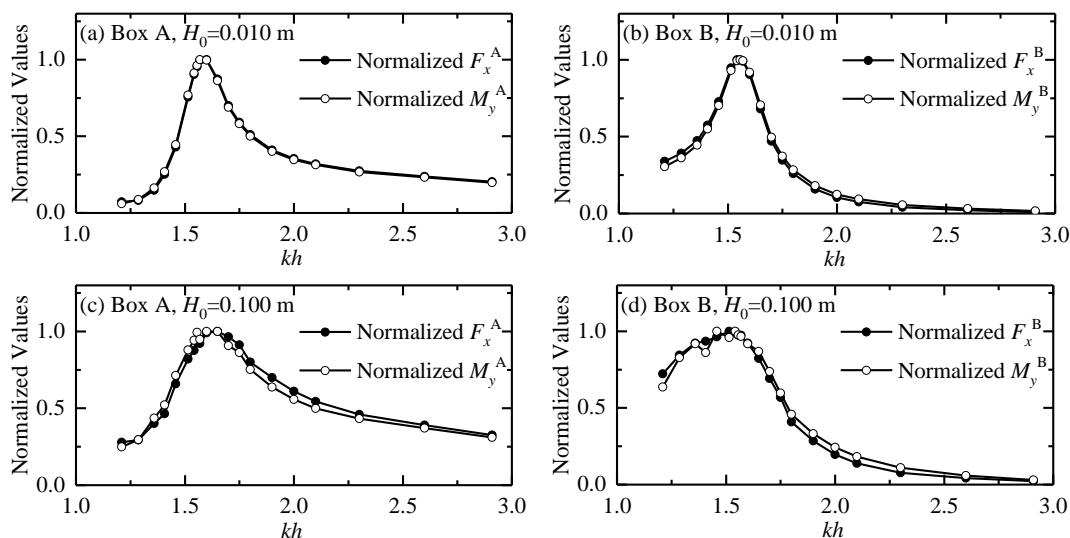 (a) Box A, H₀=0.010 m
Normalized Fₓᴬ
Normalized M_yᴬ
Normalized Values
1.0
0.5
0.0
1.0 1.5 2.0 2.5 3.0
kh
(b) Box B, H₀=0.010 m
Normalized Fₓᴮ
Normalized M_yᴮ
Normalized Values
1.0
0.5
0.0
1.0 1.5 2.0 2.5 3.0
kh
(c) Box A, H₀=0.100 m
Normalized Fₓᴬ
Normalized M_yᴬ
Normalized Values
1.0
0.5
0.0
1.0 1.5 2.0 2.5 3.0
kh
(d) Box B, H₀=0.100 m
Normalized Fₓᴮ
Normalized M_yᴮ
Normalized Values
1.0
0.5
0.0
1.0 1.5 2.0 2.5 3.0
kh